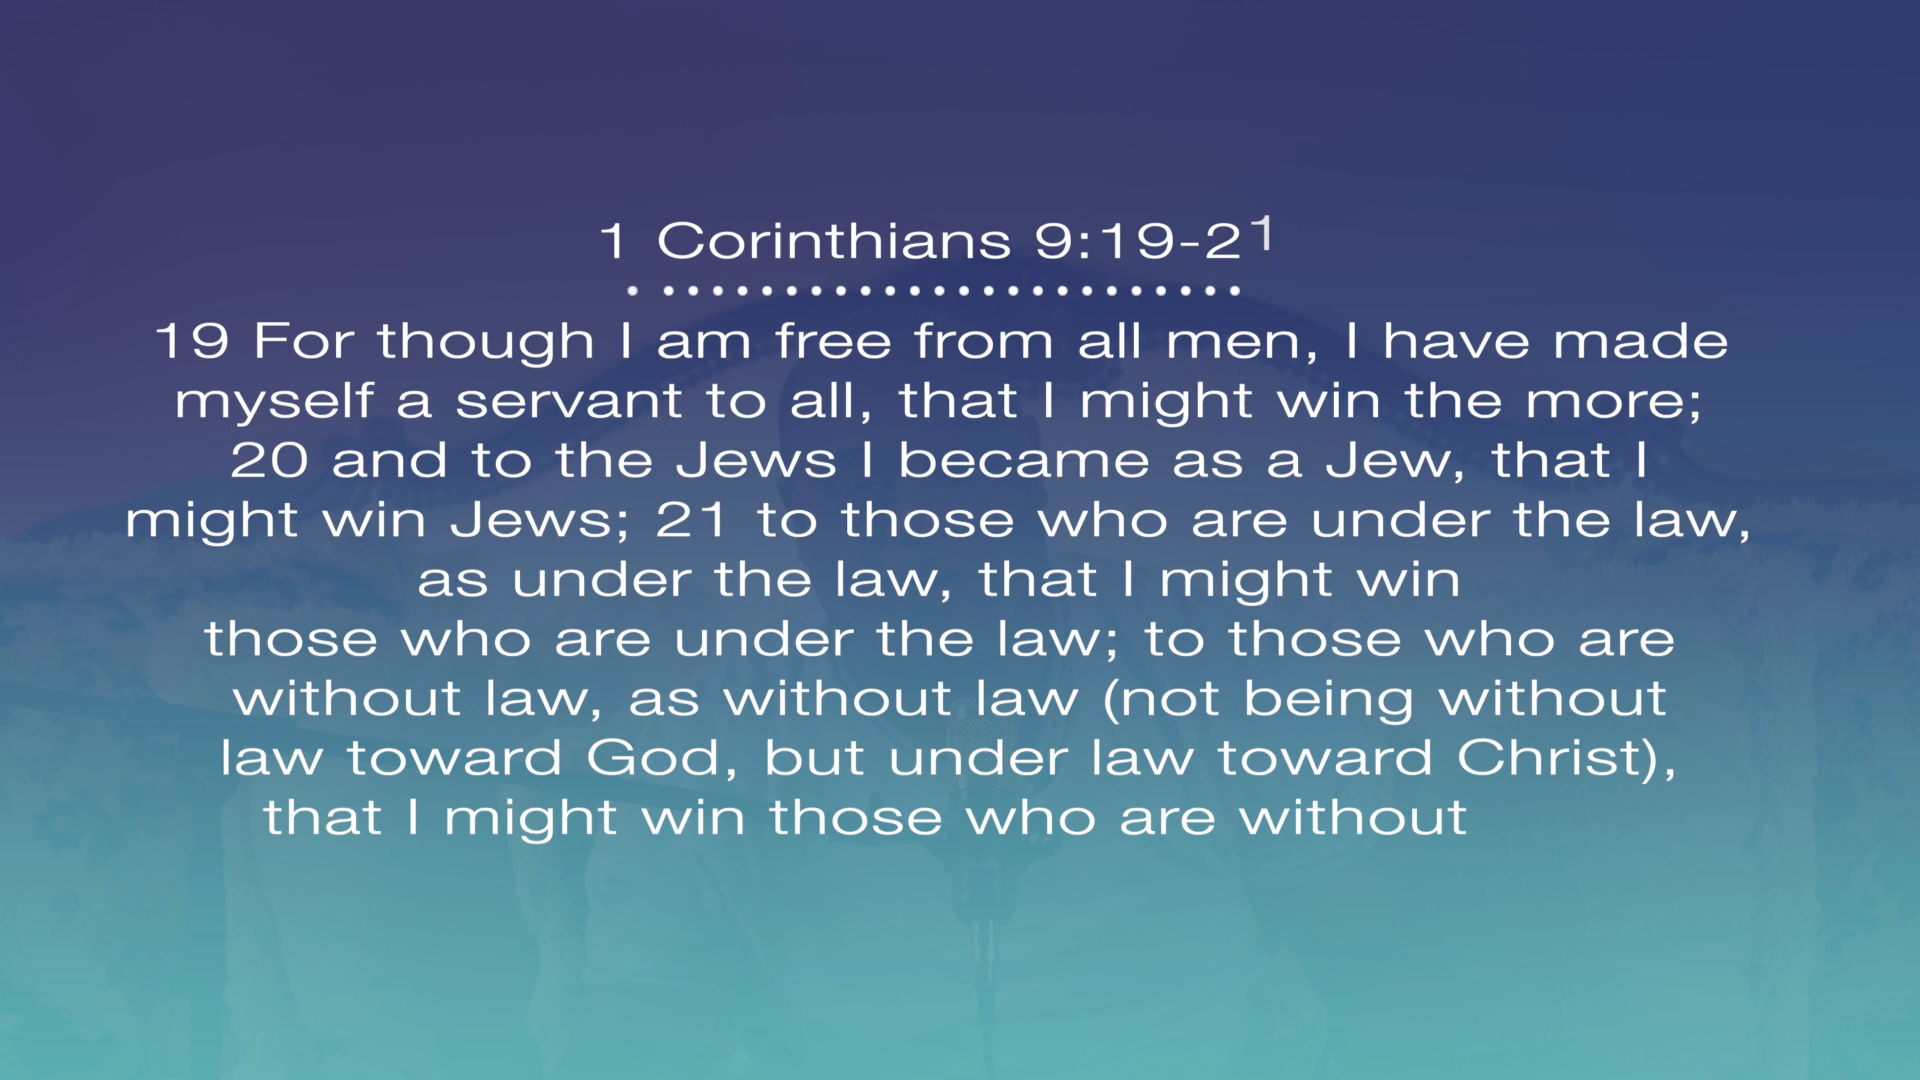 1 Corinthians 9:19-21
19 For though I am free from all men, I have made
myself a servant to all, that I might win the more;
20 and to the Jews I became as a Jew, that I
might win Jews; 21 to those who are under the law,
as under the law, that I might win
those who are under the law; to those who are
without law, as without law (not being without
law toward God, but under law toward Christ),
that I might win those who are without